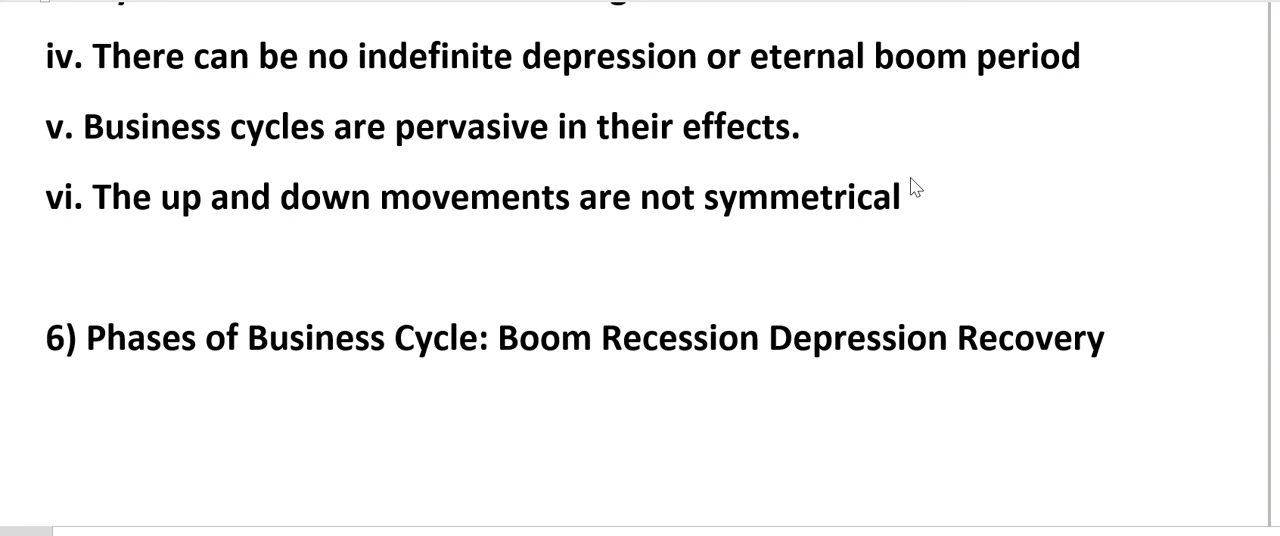 iv. There can be no indefinite depression or eternal boom period
v. Business cycles are pervasive in their effects.
vi. The up and down movements are not symmetrical
6) Phases of Business Cycle: Boom Recession Depression Recovery